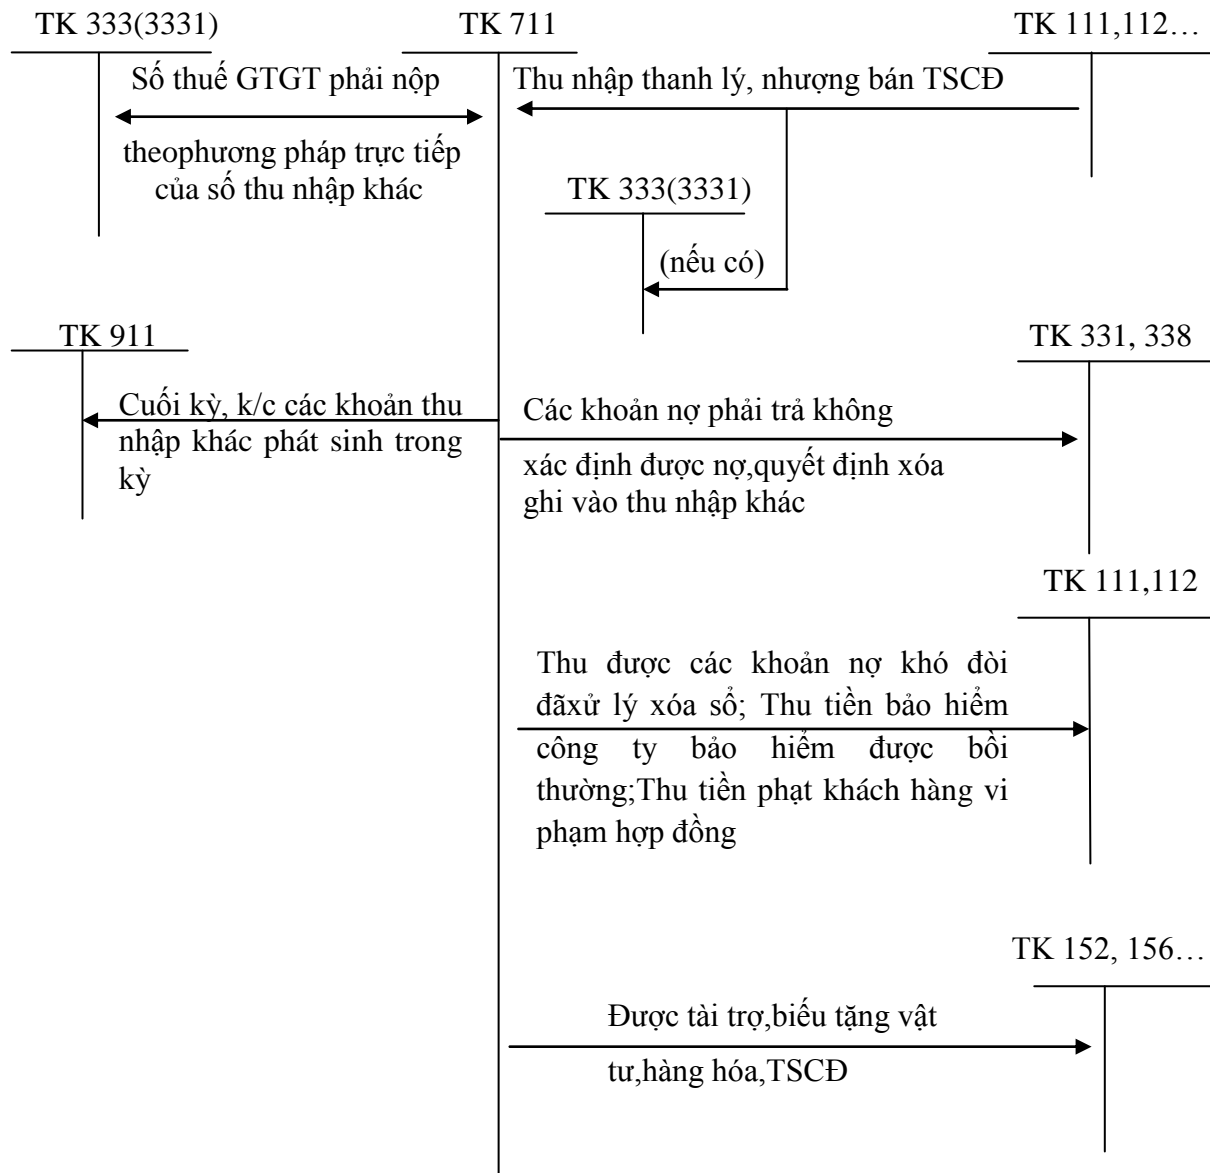 TK 333(3331)
TK 711
TK 111,112…
Số thuế GTGT phải nộp
theophương pháp trực tiếp
của số thu nhập khác
Thu nhập thanh lý, nhượng bán TSCĐ
TK 333(3331)
(nếu có)
TK 911
Cuối kỳ, k/c các khoản thu
nhập khác phát sinh trong
kỳ
TK 331, 338
Các khoản nợ phải trả không
xác định được nợ,quyết định xóa
ghi vào thu nhập khác
TK 111,112
Thu được các khoản nợ khó đòi
đãxử lý xóa sổ; Thu tiền bảo hiểm
công ty bảo hiểm được bồi
thường;Thu tiền phạt khách hàng vi
phạm hợp đồng
TK 152, 156…
Được tài trợ,biếu tặng vật
tư,hàng hóa,TSCĐ